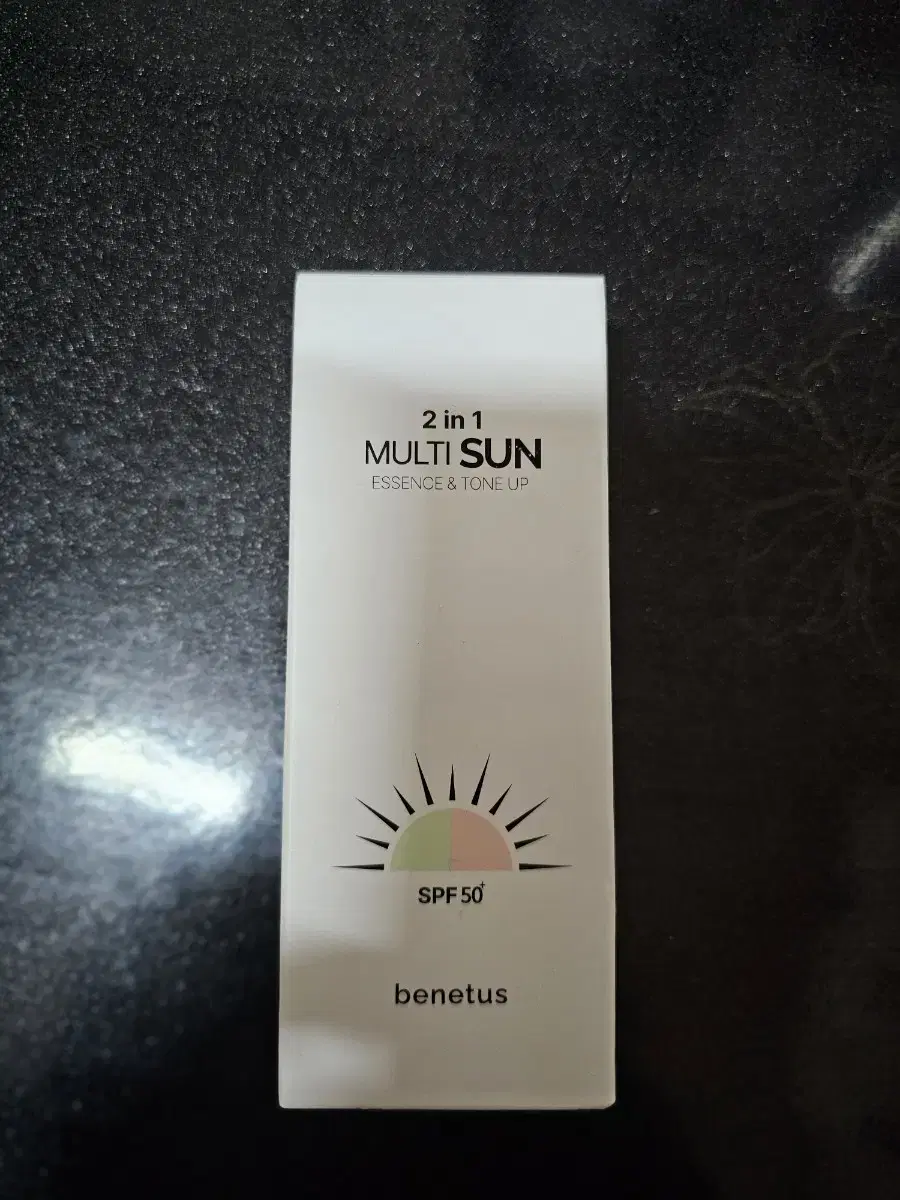 2 in 1
MULTI SUN
ESSENCE & TONE UP
SPF 50+
benetus